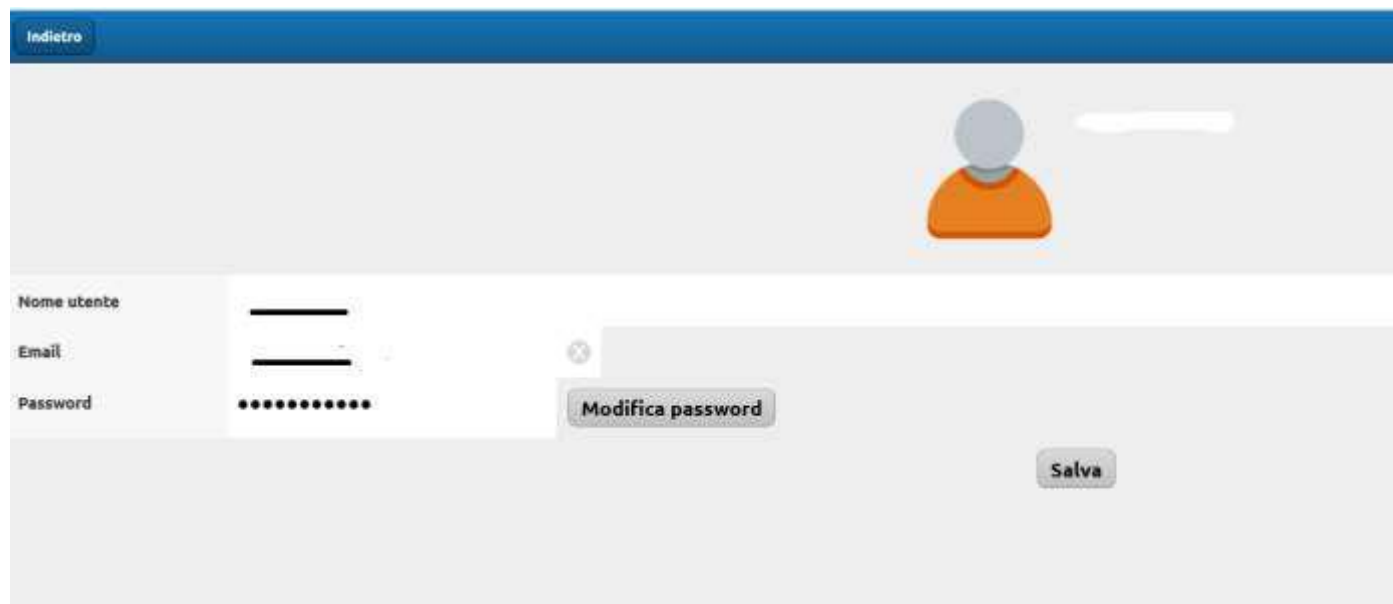 Indietro
Nome utente
Email
Password •••••••••••
Modifica password
Salva